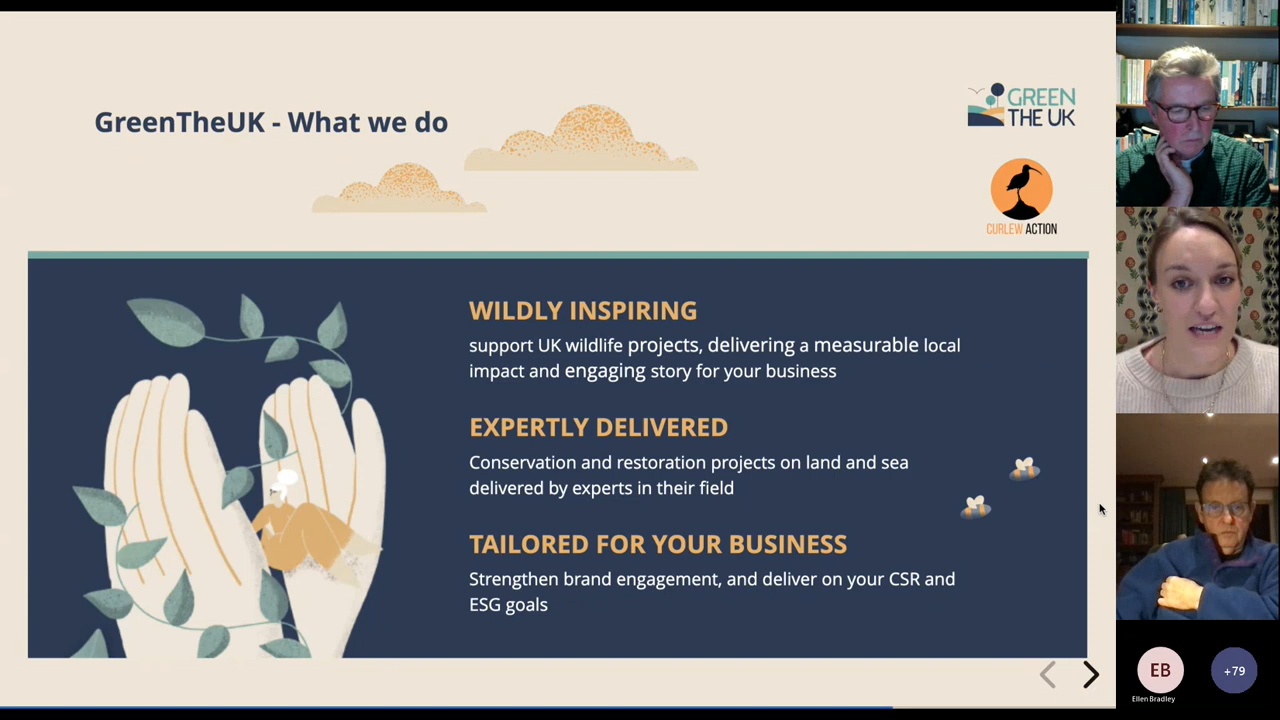 GreenTheUK - What we do
GREEN
THE UK
CURLEW ACTION
WILDLY INSPIRING
support UK wildlife projects, delivering a measurable local
impact and engaging story for your business
EXPERTLY DELIVERED
Conservation and restoration projects on land and sea
delivered by experts in their field
TAILORED FOR YOUR BUSINESS
Strengthen brand engagement, and deliver on your CSR and
ESG goals
EB
+79
Ellen Bradley